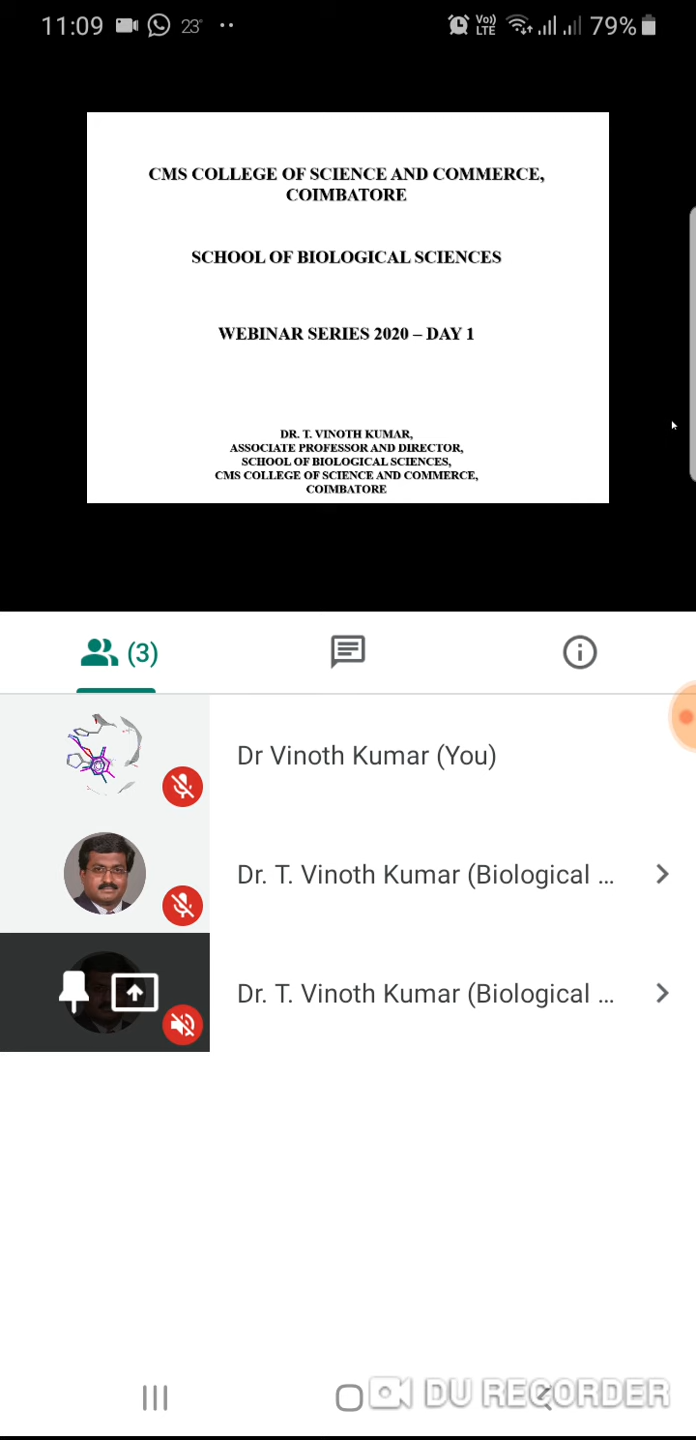 11:09 23° Vo)) LTE 79%
CMS COLLEGE OF SCIENCE AND COMMERCE,
COIMBATORE
SCHOOL OF BIOLOGICAL SCIENCES
WEBINAR SERIES 2020 – DAY 1
DR. T. VINOTH KUMAR,
ASSOCIATE PROFESSOR AND DIRECTOR,
SCHOOL OF BIOLOGICAL SCIENCES,
CMS COLLEGE OF SCIENCE AND COMMERCE,
COIMBATORE
(3)
Dr Vinoth Kumar (You)
Dr. T. Vinoth Kumar (Biological ...
Dr. T. Vinoth Kumar (Biological ...
DU RECORDER